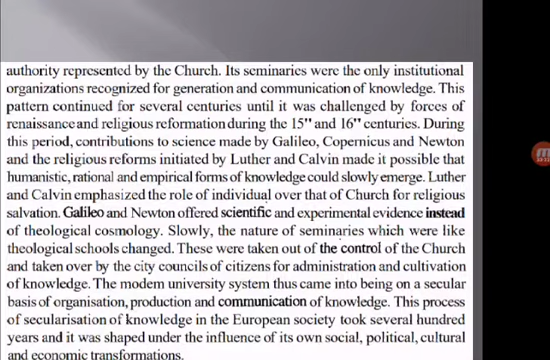 authority represented by the Church. Its seminaries were the only institutional
organizations recognized for generation and communication of knowledge. This
pattern continued for several centuries until it was challenged by forces of
renaissance and religious reformation during the 15" and 16" centuries. During
this period, contributions to science made by Galileo, Copernicus and Newton
and the religious reforms initiated by Luther and Calvin made it possible that
humanistic, rational and empirical forms of knowledge could slowly emerge. Luther
and Calvin emphasized the role of individual over that of Church for religious
salvation. Galileo and Newton offered scientific and experimental evidence instead
of theological cosmology. Slowly, the nature of seminaries which were like
theological schools changed. These were taken out of the control of the Church
and taken over by the city councils of citizens for administration and cultivation
of knowledge. The modem university system thus came into being on a secular
basis of organisation, production and communication of knowledge. This process
of secularisation of knowledge in the European society took several hundred
years and it was shaped under the influence of its own social, political, cultural
and economic transformations.